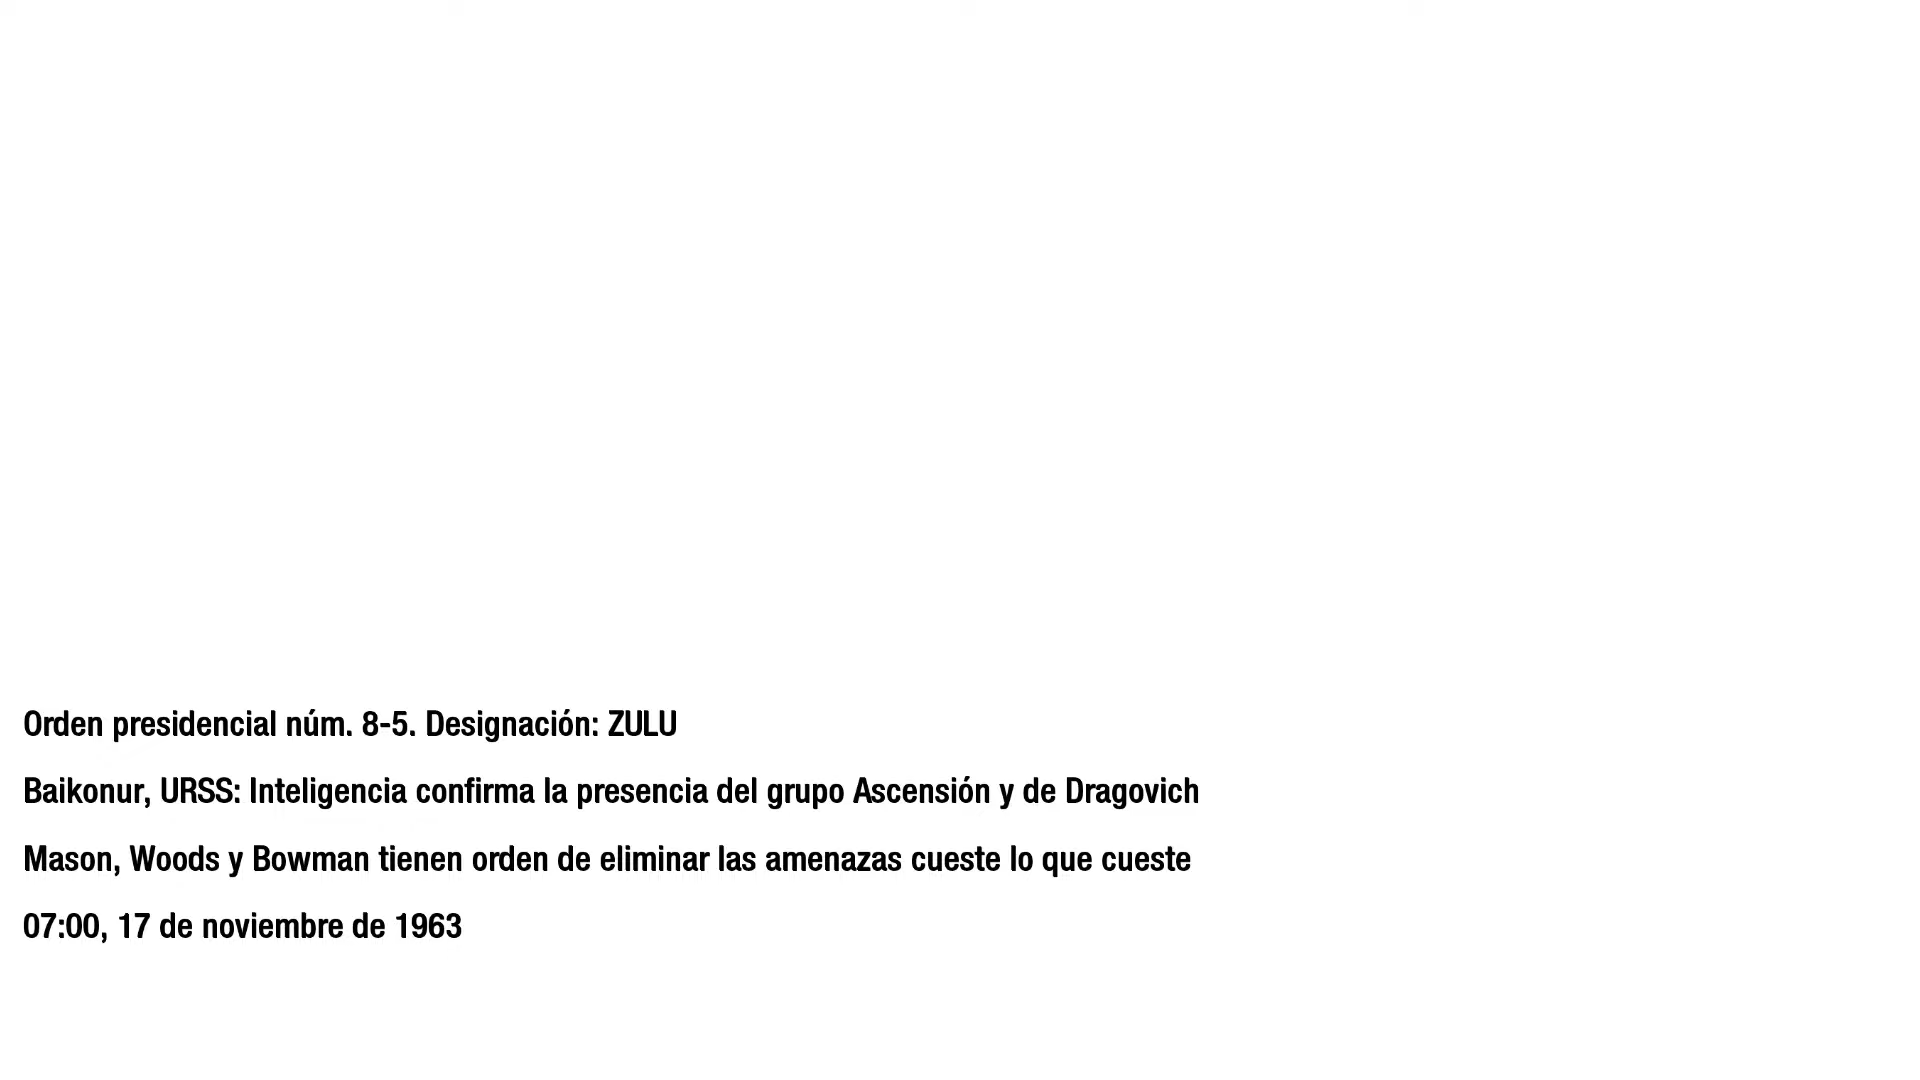 Orden presidencial núm. 8-5. Designación: ZULU
Baikonur, URSS: Inteligencia confirma la presencia del grupo Ascensión y de Dragovich
Mason, Woods y Bowman tienen orden de eliminar las amenazas cueste lo que cueste
07:00, 17 de noviembre de 1963